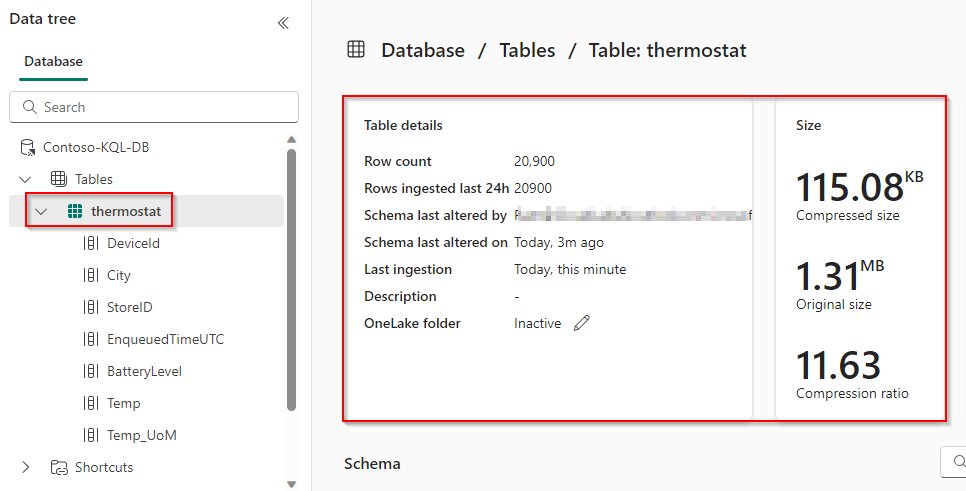 Data tree
Database
Search
Contoso-KQL-DB
Tables
thermostat
DeviceId
City
StoreID
EnqueuedTimeUTC
BatteryLevel
Temp
Temp_UoM
Shortcuts
Database / Tables / Table: thermostat
Table details
Row count 20,900
Rows ingested last 24h 20900
Schema last altered by
Schema last altered on Today, 3m ago
Last ingestion Today, this minute
Description -
OneLake folder Inactive
Size
115.08 KB
Compressed size
1.31 MB
Original size
11.63
Compression ratio
Schema